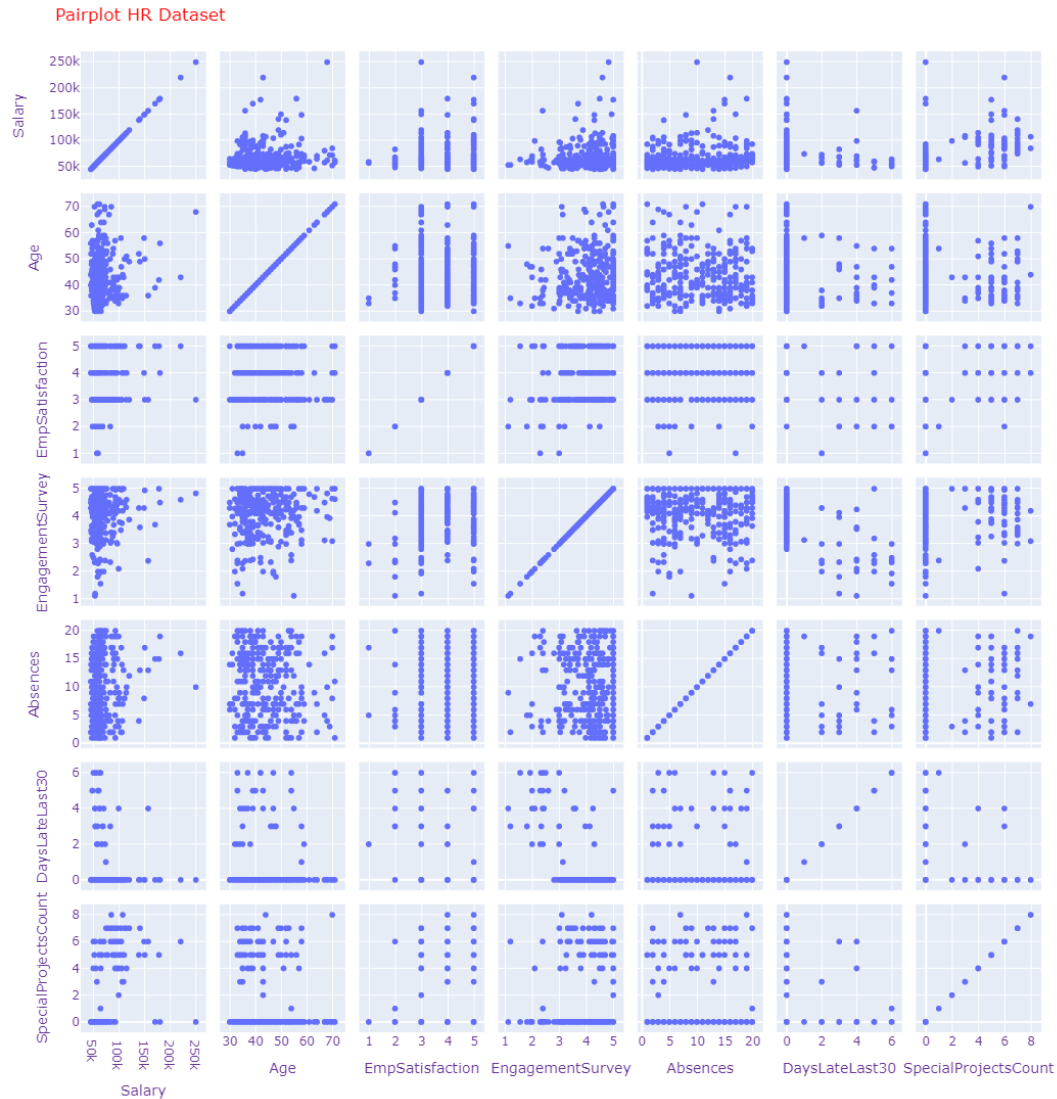 Pairplot HR Dataset
Salary
250k
200k
150k
100k
50k
Age
70
60
50
40
30
EmpSatisfaction
5
4
3
2
1
EngagementSurvey
5
4
3
2
1
Absences
20
15
10
5
0
DaysLateLast30
6
4
2
0
SpecialProjectsCount
8
6
4
2
0
50k 100k 150k 200k 250k
30 40 50 60 70
1 2 3 4 5
1 2 3 4 5
0 5 10 15 20
0 2 4 6
0 2 4 6 8
Salary
Age
EmpSatisfaction
EngagementSurvey
Absences
DaysLateLast30
SpecialProjectsCount